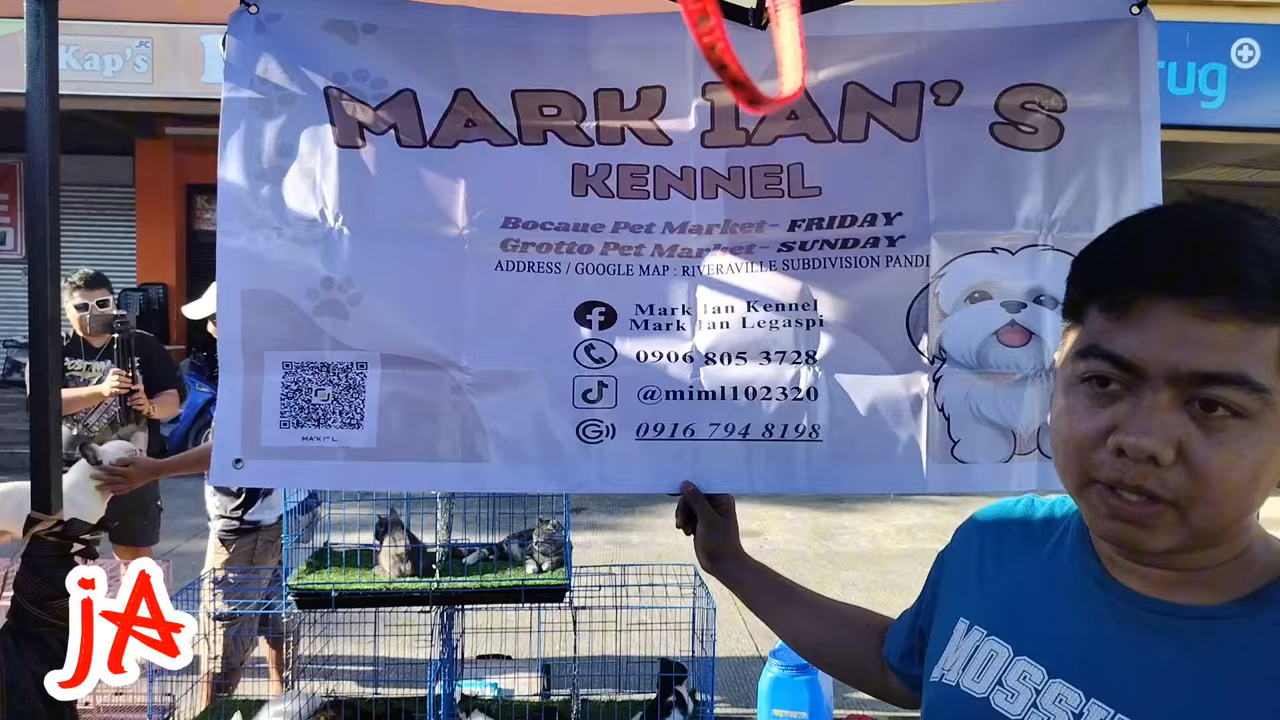 Kap's
.FC
rug
MARK IAN'S
KENNEL
Bocaue Pet Market- FRIDAY
Grotto Pet Market- SUNDAY
ADDRESS / GOOGLE MAP : RIVERAVILLE SUBDIVISION PANDI
Mark Ian Kennel
Mark Ian Legaspi
0906 805 3728
@miml102320
0916 794 8198
MOSSI
jA